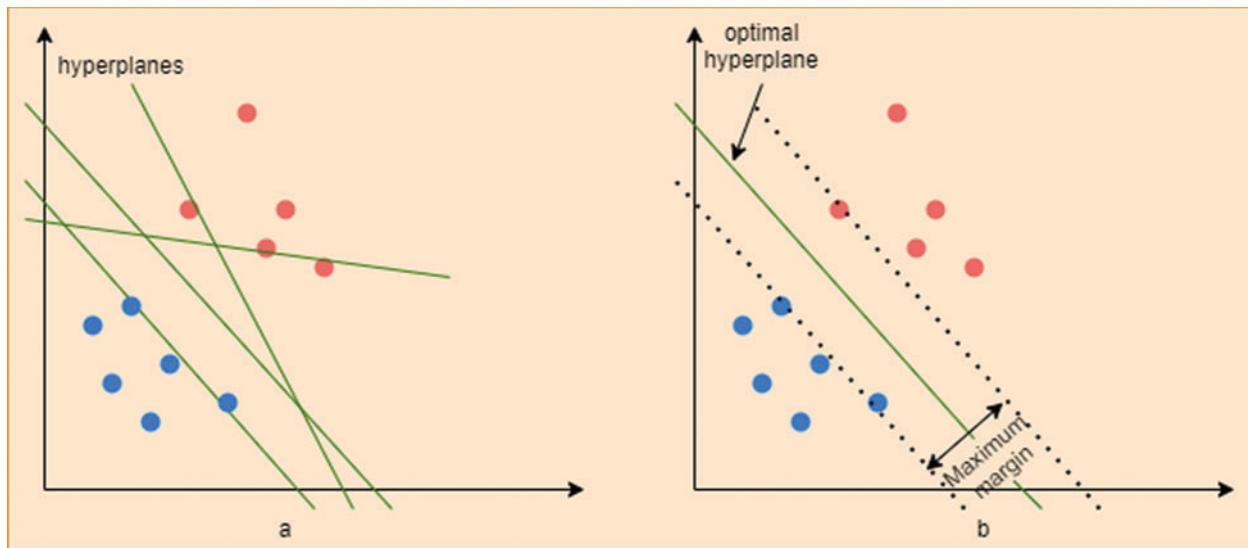 hyperplanes
optimal
hyperplane
Maximum
margin
a
b